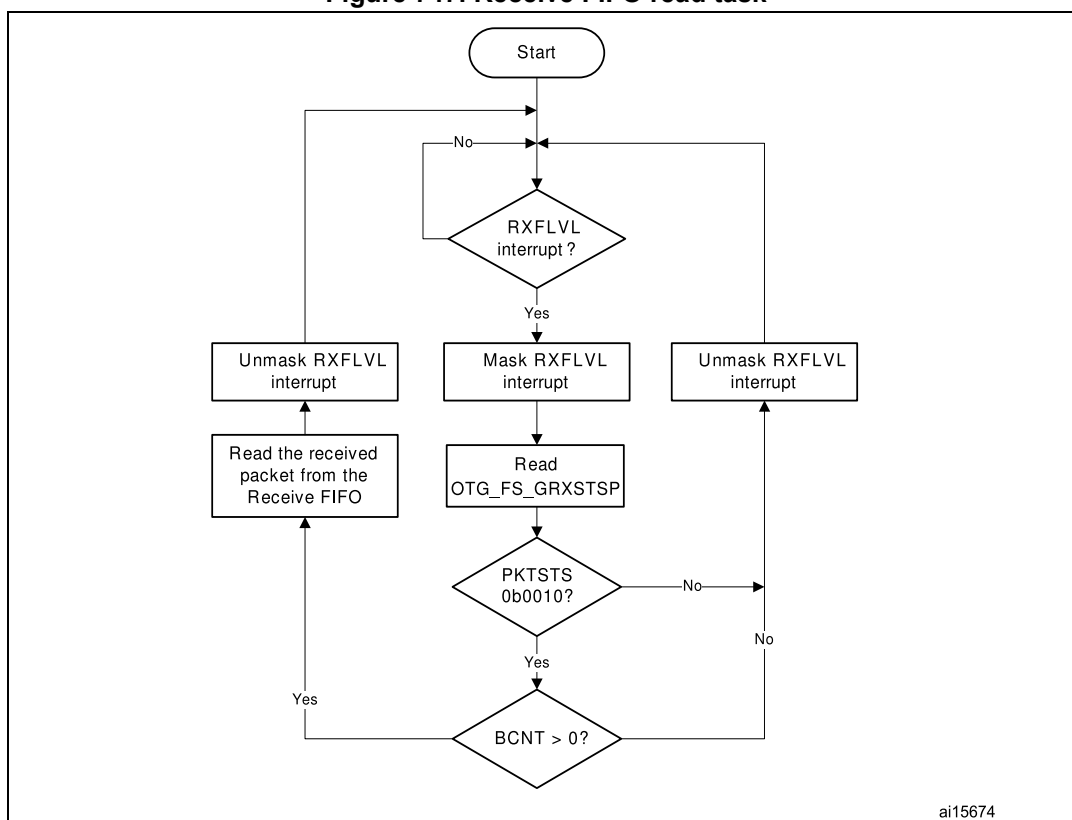 Start
No
RXFLVL
interrupt ?
Yes
Unmask RXFLVL
interrupt
Mask RXFLVL
interrupt
Unmask RXFLVL
interrupt
Read the received
packet from the
Receive FIFO
Read
OTG_FS_GRXSTSP
PKTSTS
0b0010?
No
No
Yes
Yes
BCNT > 0?
ai15674